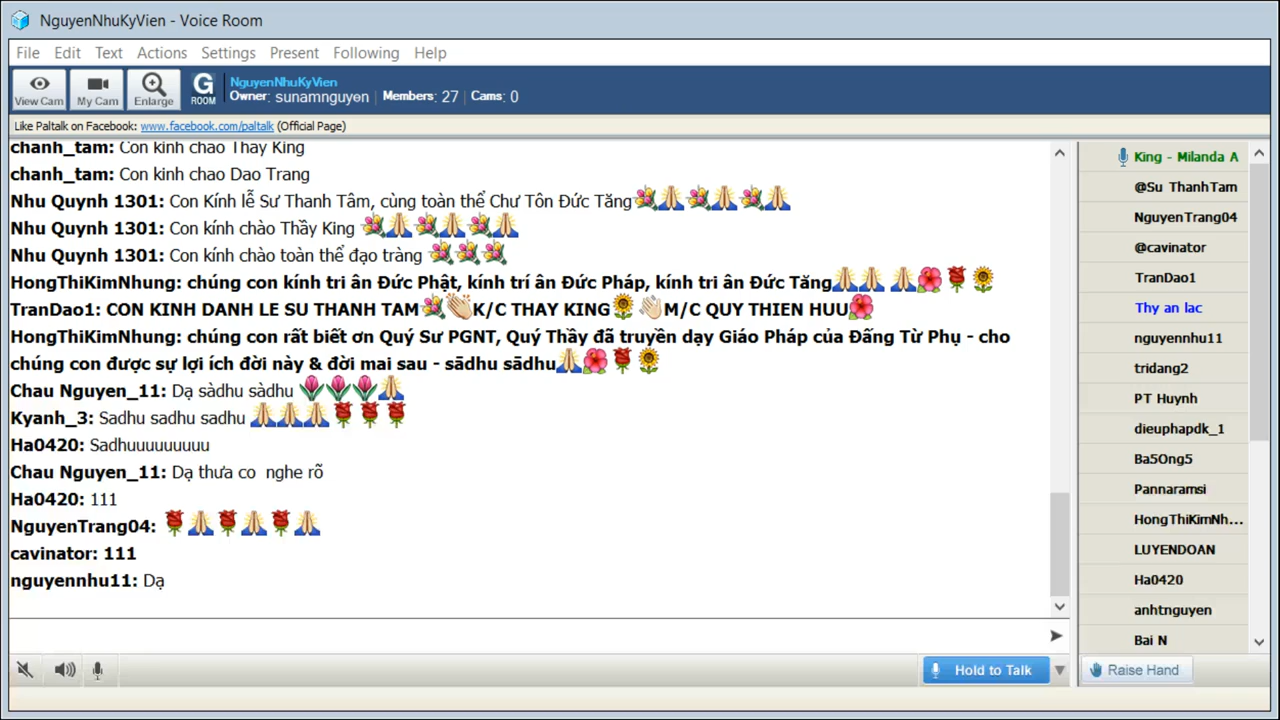 NguyenNhuKyVien - Voice Room
File Edit Text Actions Settings Present Following Help
View Cam My Cam Enlarge G ROOM
NguyenNhuKyVien
Owner: sunamnguyen | Members: 27 | Cams: 0
Like Paltalk on Facebook: www.facebook.com/paltalk (Official Page)
chanh_tam: Con kinh chao Thay King
chanh_tam: Con kinh chao Dao Trang
Nhu Quynh 1301: Con Kính lễ Sư Thanh Tâm, cùng toàn thể Chư Tôn Đức Tăng💐🙏💐🙏💐🙏
Nhu Quynh 1301: Con kính chào Thầy King 💐🙏💐🙏💐🙏
Nhu Quynh 1301: Con kính chào toàn thể đạo tràng 💐💐💐
HongThiKimNhung: chúng con kính tri ân Đức Phật, kính trí ân Đức Pháp, kính tri ân Đức Tăng🙏🙏 🙏🌺🌹🌻
TranDao1: CON KINH DANH LE SU THANH TAM💐👏K/C THAY KING🌻👏M/C QUY THIEN HUU🌺
HongThiKimNhung: chúng con rất biết ơn Quý Sư PGNT, Quý Thầy đã truyền dạy Giáo Pháp của Đấng Từ Phụ - cho
chúng con được sự lợi ích đời này & đời mai sau - sādhu sādhu🙏🌺🌹🌻
Chau Nguyen_11: Dạ sàdhu sàdhu 🌷🌷🌷🙏
Kyanh_3: Sadhu sadhu sadhu 🙏🙏🙏🌹🌹🌹
Ha0420: Sadhuuuuuuuuu
Chau Nguyen_11: Dạ thưa co nghe rõ
Ha0420: 111
NguyenTrang04: 🌹🙏🌹🙏🌹🙏
cavinator: 111
nguyennhu11: Dạ
King - Milanda A
@Su ThanhTam
NguyenTrang04
@cavinator
TranDao1
Thy an lac
nguyennhu11
tridang2
PT Huynh
dieuphapdk_1
Ba5Ong5
Pannaramsi
HongThiKimNh...
LUYENDOAN
Ha0420
anhtnguyen
Bai N
Hold to Talk
Raise Hand